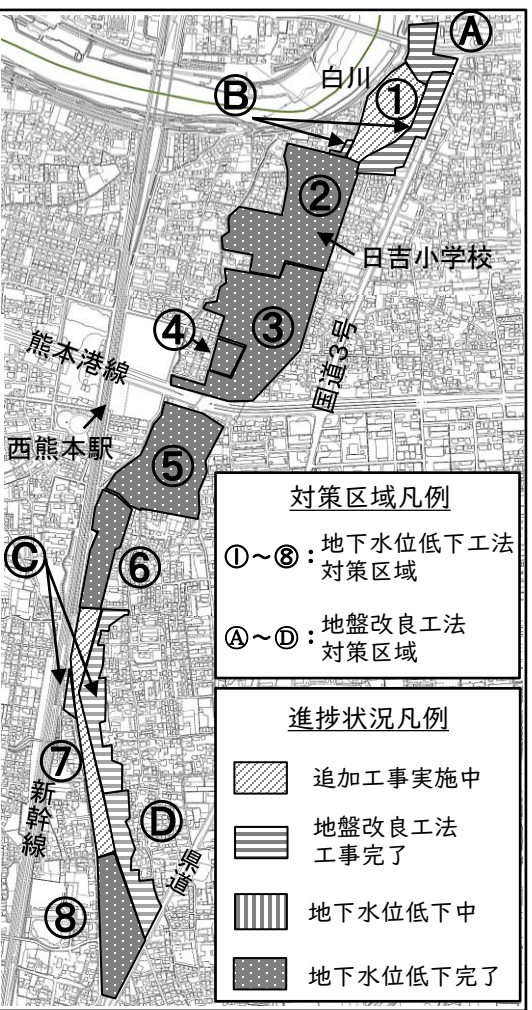 Ⓐ
白川
①
Ⓑ
②
日吉小学校
④
③
熊本港線
国道3号
西熊本駅
⑤
⑥
Ⓒ
⑦
新幹線
Ⓓ
県道
⑧
対策区域凡例
①~⑧:地下水位低下工法
対策区域
Ⓐ~Ⓓ:地盤改良工法
対策区域
進捗状況凡例
追加工事実施中
地盤改良工法
工事完了
地下水位低下中
地下水位低下完了